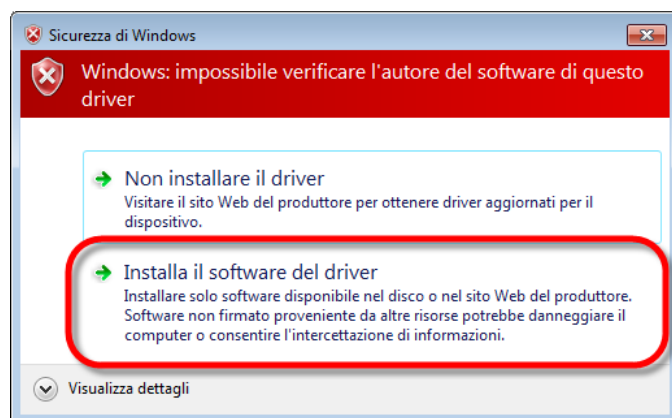 Sicurezza di Windows
Windows: impossibile verificare l'autore del software di questo
driver
Non installare il driver
Visitare il sito Web del produttore per ottenere driver aggiornati per il
dispositivo.
Installa il software del driver
Installare solo software disponibile nel disco o nel sito Web del produttore.
Software non firmato proveniente da altre risorse potrebbe danneggiare il
computer o consentire l'intercettazione di informazioni.
Visualizza dettagli